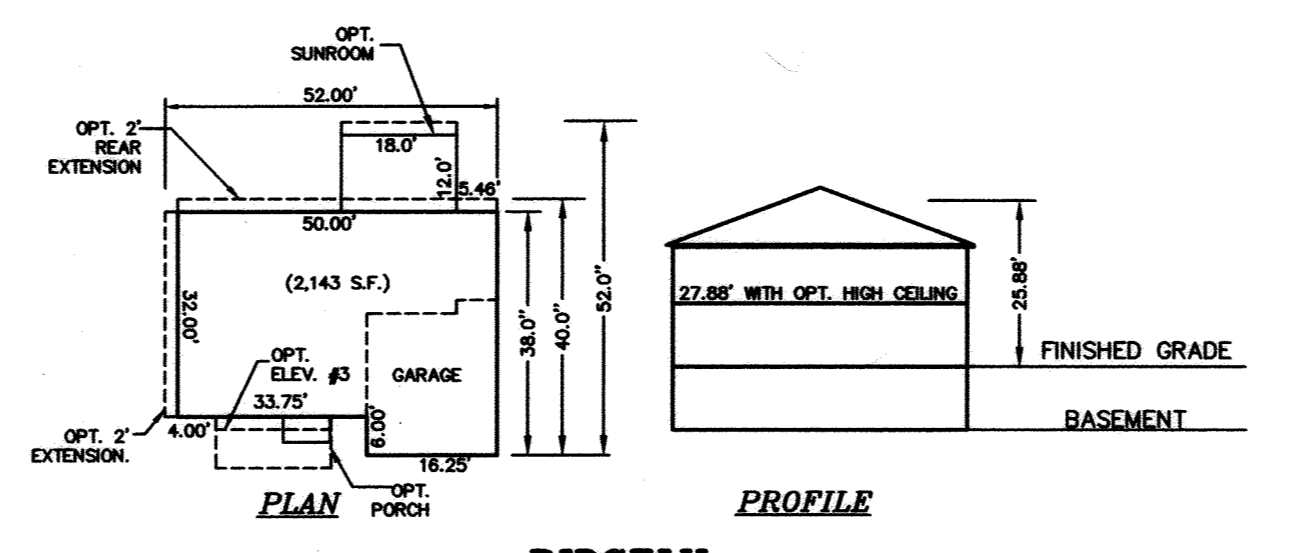 OPT.
SUNROOM
52.00'
OPT. 2'
REAR
EXTENSION
18.0'
12.0'
5.46'
50.00'
(2,143 S.F.)
32.00'
OPT.
ELEV. #3
GARAGE
33.75'
4.00'
6.00'
OPT. 2'
EXTENSION.
16.25'
OPT.
PORCH
38.0"
40.0"
52.0"
PLAN
27.88' WITH OPT. HIGH CEILING
25.88'
FINISHED GRADE
BASEMENT
PROFILE